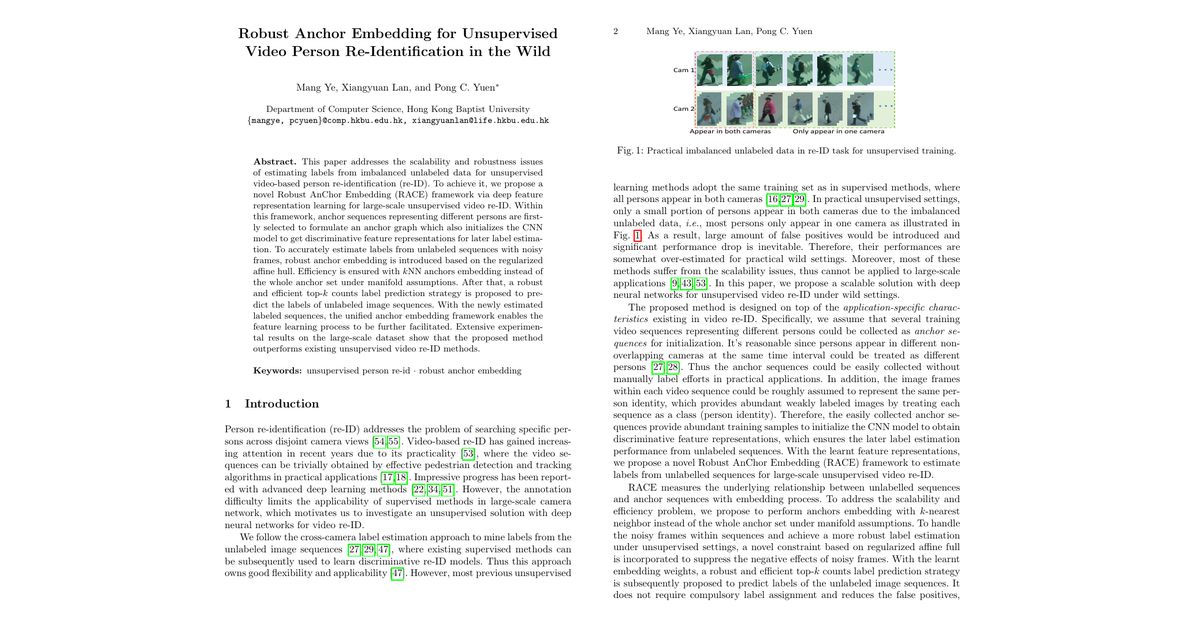 Robust Anchor Embedding for Unsupervised
Video Person Re-Identification in the Wild
Mang Ye, Xiangyuan Lan, and Pong C. Yuen*
Department of Computer Science, Hong Kong Baptist University
{mangye, pcyuen}@comp.hkbu.edu.hk, xiangyuanlan@life.hkbu.edu.hk
Abstract. This paper addresses the scalability and robustness issues
of estimating labels from imbalanced unlabeled data for unsupervised
video-based person re-identification (re-ID). To achieve it, we propose a
novel Robust AnChor Embedding (RACE) framework via deep feature
representation learning for large-scale unsupervised video re-ID. Within
this framework, anchor sequences representing different persons are first-
ly selected to formulate an anchor graph which also initializes the CNN
model to get discriminative feature representations for later label estima-
tion. To accurately estimate labels from unlabeled sequences with noisy
frames, robust anchor embedding is introduced based on the regularized
affine hull. Efficiency is ensured with kNN anchors embedding instead of
the whole anchor set under manifold assumptions. After that, a robust
and efficient top-k counts label prediction strategy is proposed to pre-
dict the labels of unlabeled image sequences. With the newly estimated
labeled sequences, the unified anchor embedding framework enables the
feature learning process to be further facilitated. Extensive experimen-
tal results on the large-scale dataset show that the proposed method
outperforms existing unsupervised video re-ID methods.
Keywords: unsupervised person re-id · robust anchor embedding
1 Introduction
Person re-identification (re-ID) addresses the problem of searching specific per-
sons across disjoint camera views [54,55]. Video-based re-ID has gained increas-
ing attention in recent years due to its practicality [53], where the video se-
quences can be trivially obtained by effective pedestrian detection and tracking
algorithms in practical applications [17,18]. Impressive progress has been report-
ed with advanced deep learning methods [22,34,51]. However, the annotation
difficulty limits the applicability of supervised methods in large-scale camera
network, which motivates us to investigate an unsupervised solution with deep
neural networks for video re-ID.
We follow the cross-camera label estimation approach to mine labels from the
unlabeled image sequences [27,29,47], where existing supervised methods can
be subsequently used to learn discriminative re-ID models. Thus this approach
owns good flexibility and applicability [47]. However, most previous unsupervised
2 Mang Ye, Xiangyuan Lan, Pong C. Yuen
Cam 1
Cam 2
Appear in both cameras Only appear in one camera
Fig. 1: Practical imbalanced unlabeled data in re-ID task for unsupervised training.
learning methods adopt the same training set as in supervised methods, where
all persons appear in both cameras [16,27,29]. In practical unsupervised settings,
only a small portion of persons appear in both cameras due to the imbalanced
unlabeled data, i.e., most persons only appear in one camera as illustrated in
Fig. 1. As a result, large amount of false positives would be introduced and
significant performance drop is inevitable. Therefore, their performances are
somewhat over-estimated for practical wild settings. Moreover, most of these
methods suffer from the scalability issues, thus cannot be applied to large-scale
applications [9,43,53]. In this paper, we propose a scalable solution with deep
neural networks for unsupervised video re-ID under wild settings.
The proposed method is designed on top of the application-specific charac-
teristics existing in video re-ID. Specifically, we assume that several training
video sequences representing different persons could be collected as anchor se-
quences for initialization. It's reasonable since persons appear in different non-
overlapping cameras at the same time interval could be treated as different
persons [27,28]. Thus the anchor sequences could be easily collected without
manually label efforts in practical applications. In addition, the image frames
within each video sequence could be roughly assumed to represent the same per-
son identity, which provides abundant weakly labeled images by treating each
sequence as a class (person identity). Therefore, the easily collected anchor se-
quences provide abundant training samples to initialize the CNN model to obtain
discriminative feature representations, which ensures the later label estimation
performance from unlabeled sequences. With the learnt feature representations,
we propose a novel Robust AnChor Embedding (RACE) framework to estimate
labels from unlabelled sequences for large-scale unsupervised video re-ID.
RACE measures the underlying relationship between unlabelled sequences
and anchor sequences with embedding process. To address the scalability and
efficiency problem, we propose to perform anchors embedding with k-nearest
neighbor instead of the whole anchor set under manifold assumptions. To handle
the noisy frames within sequences and achieve a more robust label estimation
under unsupervised settings, a novel constraint based on regularized affine full
is incorporated to suppress the negative effects of noisy frames. With the learnt
embedding weights, a robust and efficient top-k counts label prediction strategy
is subsequently proposed to predict labels of the unlabeled image sequences. It
does not require compulsory label assignment and reduces the false positives,